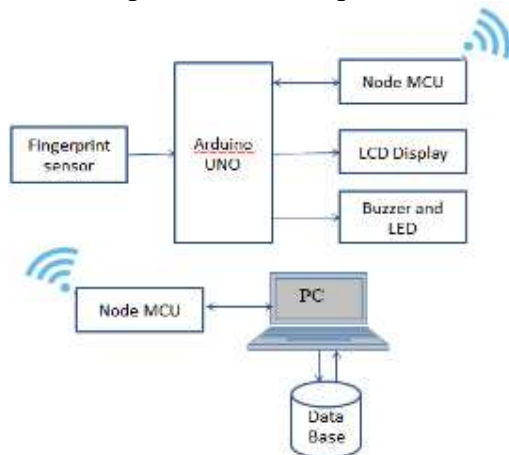 Node MCU
Fingerprint
sensor
Arduino
UNO
LCD Display
Buzzer and
LED
Node MCU
PC
Data
Base